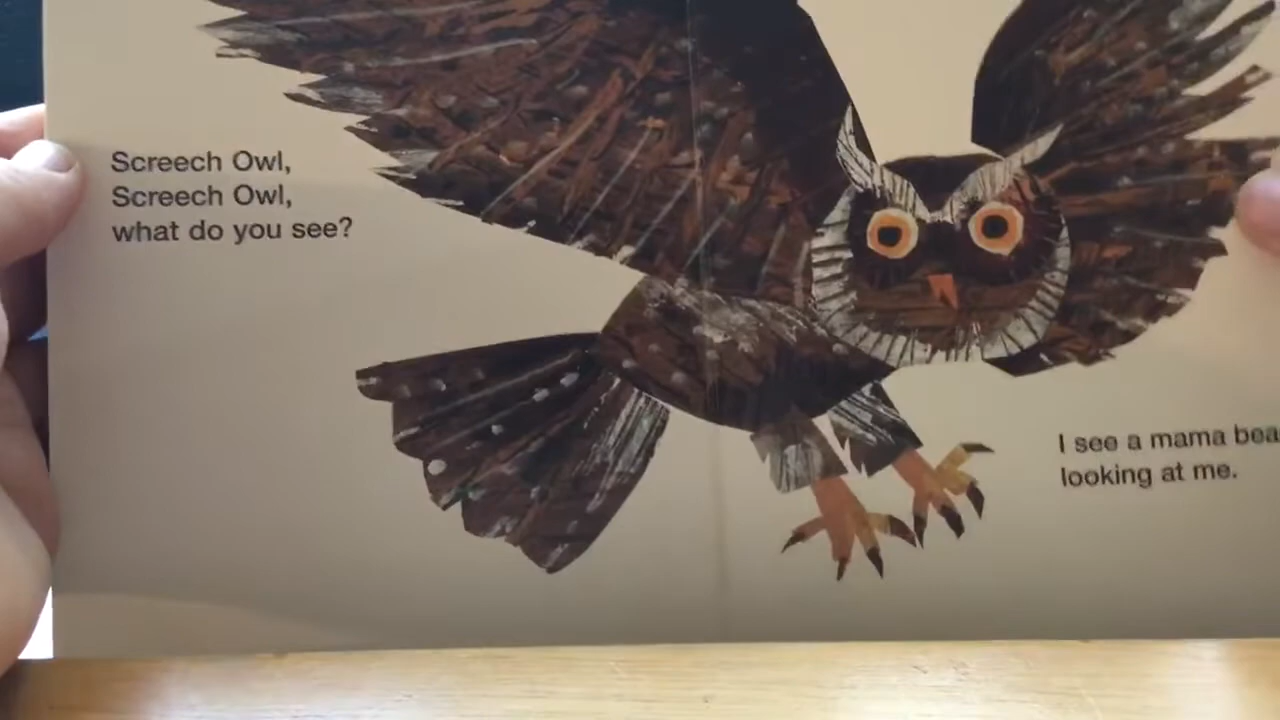 Screech Owl,
Screech Owl,
what do you see?
I see a mama bea
looking at me.